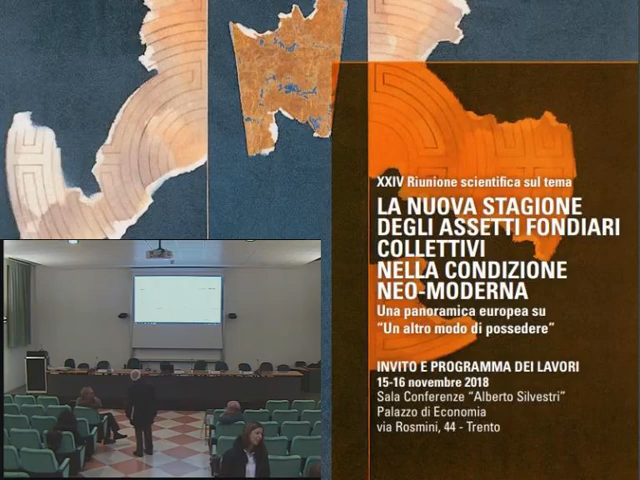 XXIV Riunione scientifica sul tema
LA NUOVA STAGIONE
DEGLI ASSETTI FONDIARI
COLLETTIVI
NELLA CONDIZIONE
NEO-MODERNA
Una panoramica europea su
“Un altro modo di possedere”
INVITO E PROGRAMMA DEI LAVORI
15-16 novembre 2018
Sala Conferenze “Alberto Silvestri”
Palazzo di Economia
via Rosmini, 44 - Trento